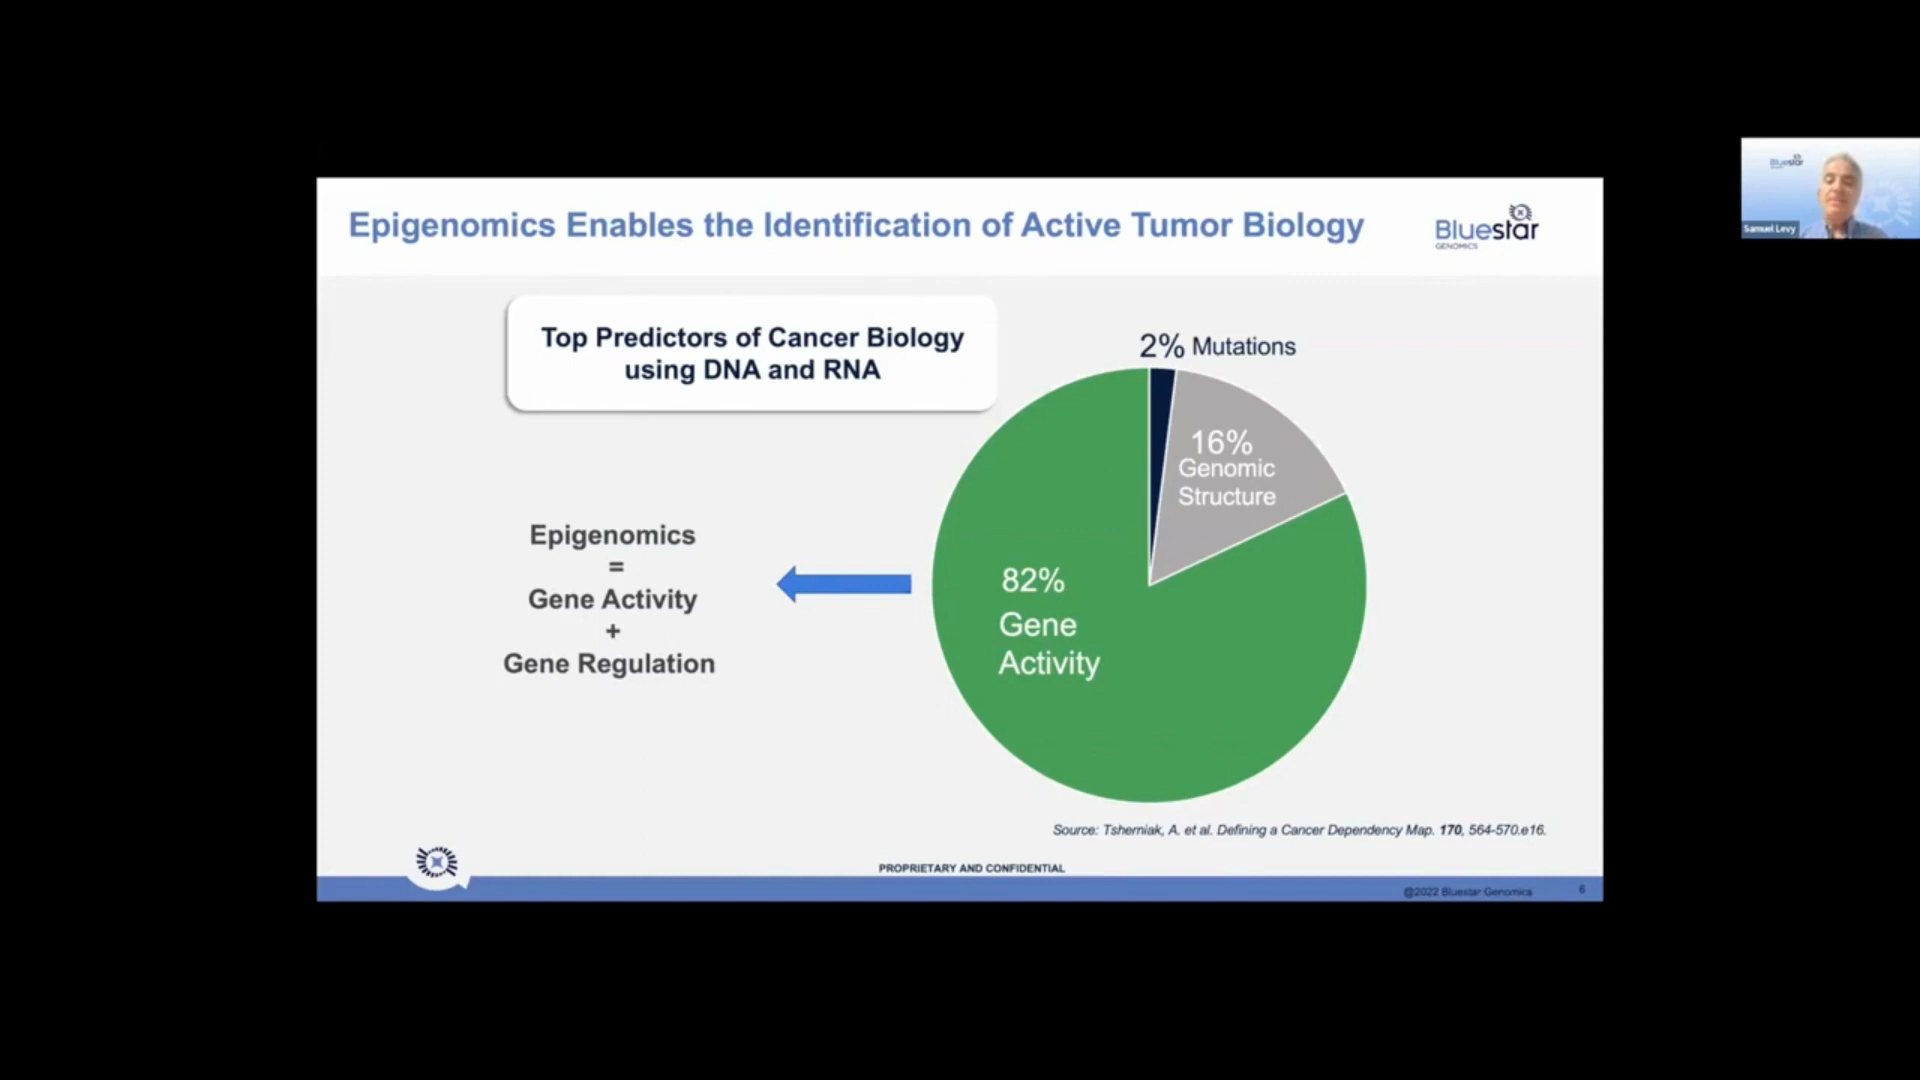 Epigenomics Enables the Identification of Active Tumor Biology
Bluestar
GENOMICS
Bluestar
Samuel Levy
Top Predictors of Cancer Biology
using DNA and RNA
2% Mutations
16%
Genomic
Structure
82%
Gene
Activity
Epigenomics
=
Gene Activity
+
Gene Regulation
Source: Tsherniak, A. et al. Defining a Cancer Dependency Map. 170, 564-570.e16.
PROPRIETARY AND CONFIDENTIAL
@2022 Bluestar Genomics
6